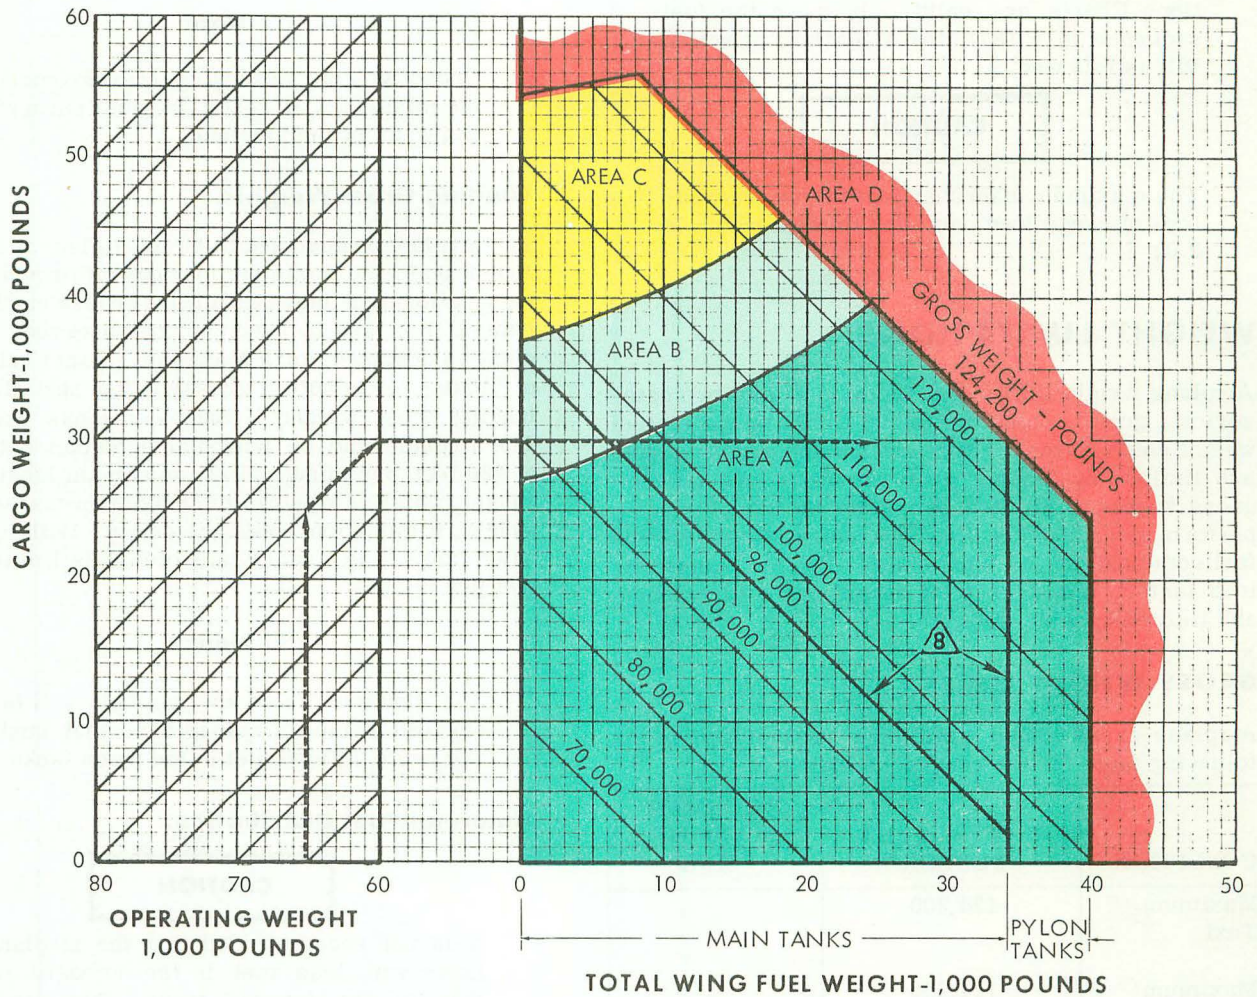 60
50
40
30
20
10
0
CARGO WEIGHT-1,000 POUNDS
AREA C
AREA D
AREA B
AREA A
GROSS WEIGHT - POUNDS
124,200
120,000
110,000
100,000
96,000
90,000
80,000
70,000
8
80
70
60
0
10
20
30
40
50
OPERATING WEIGHT
1,000 POUNDS
MAIN TANKS
PYLON
TANKS
TOTAL WING FUEL WEIGHT-1,000 POUNDS